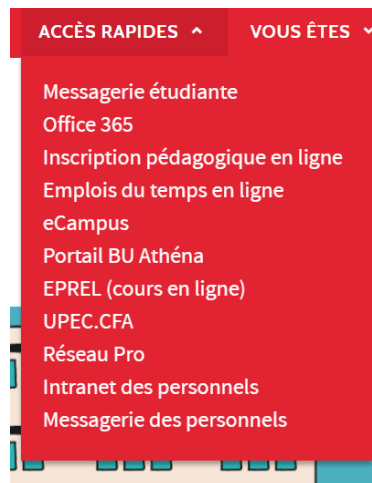 ACCÈS RAPIDES VOUS ÊTES
Messagerie étudiante
Office 365
Inscription pédagogique en ligne
Emplois du temps en ligne
eCampus
Portail BU Athéna
EPREL (cours en ligne)
UPEC.CFA
Réseau Pro
Intranet des personnels
Messagerie des personnels